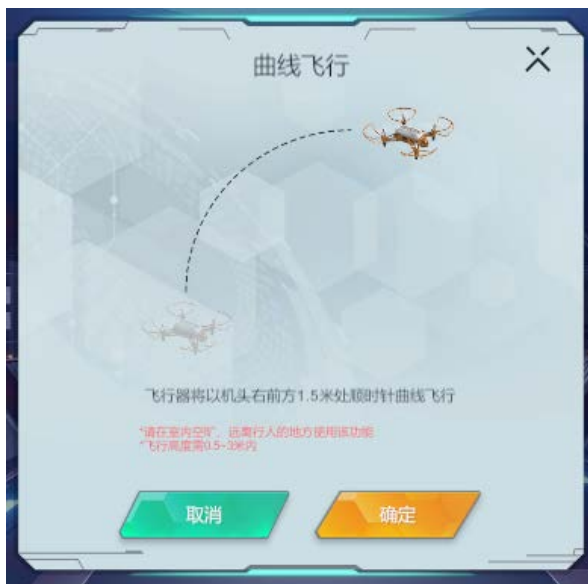 曲线飞行
飞行器将以机头右前方1.5米处顺时针曲线飞行
*请在室内空旷、远离行人的地方使用该功能
*飞行高度需0.5~3米内
取消
确定